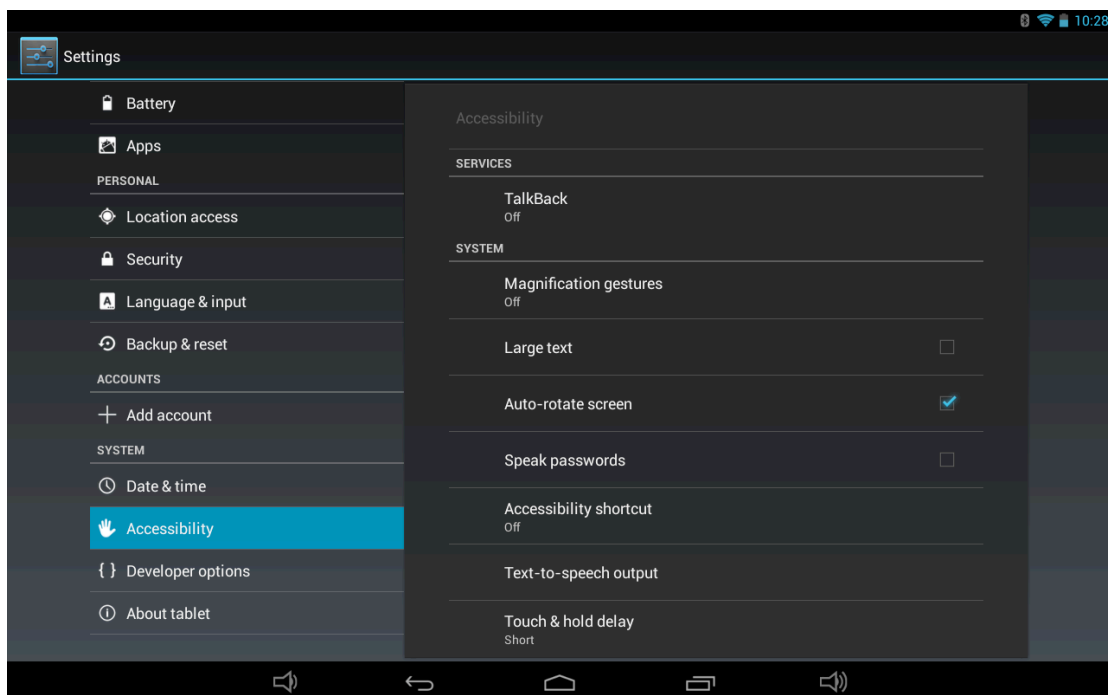 10:28
Settings
Battery
Apps
PERSONAL
Location access
Security
Language & input
Backup & reset
ACCOUNTS
Add account
SYSTEM
Date & time
Accessibility
{ } Developer options
About tablet
Accessibility
SERVICES
TalkBack
Off
SYSTEM
Magnification gestures
Off
Large text
Auto-rotate screen
Speak passwords
Accessibility shortcut
Off
Text-to-speech output
Touch & hold delay
Short